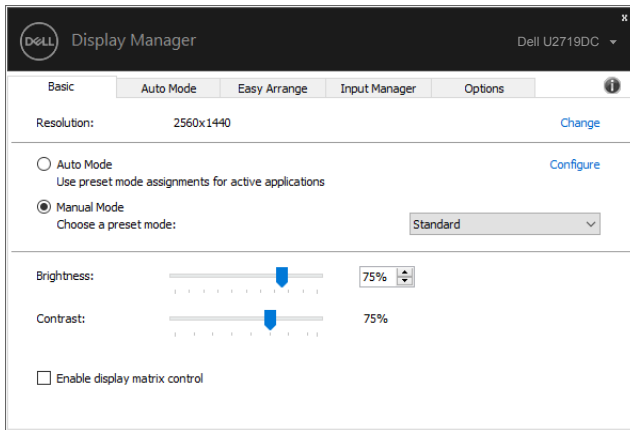 x
DELL Display Manager Dell U2719DC
Basic Auto Mode Easy Arrange Input Manager Options i
Resolution: 2560x1440 Change
Auto Mode Configure
Use preset mode assignments for active applications
Manual Mode
Choose a preset mode: Standard
Brightness: 75%
Contrast: 75%
Enable display matrix control